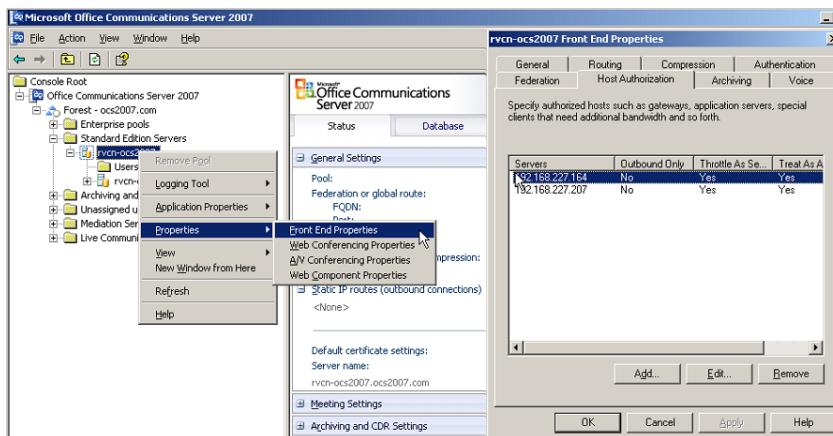 Microsoft Office Communications Server 2007
File Action View Window Help
Console Root
Office Communications Server 2007
Forest - ocs2007.com
Enterprise pools
Standard Edition Servers
rvcn-ocs2007
Users
rvcn-
Archiving and
Unassigned u
Mediation Ser
Live Communi
Remove Pool
Logging Tool
Application Properties
Properties
View
New Window from Here
Refresh
Help
Front End Properties
Web Conferencing Properties
A/V Conferencing Properties
Web Component Properties
Microsoft
Office Communications
Server 2007
Status Database
General Settings
Pool:
Federation or global route:
FQDN:
Port:
mpression:
Static IP routes (outbound connections)
<None>
Default certificate settings:
Server name:
rvcn-ocs2007.ocs2007.com
Meeting Settings
Archiving and CDR Settings
rvcn-ocs2007 Front End Properties
General Routing Compression Authentication
Federation Host Authorization Archiving Voice
Specify authorized hosts such as gateways, application servers, special
clients that need additional bandwidth and so forth.
Servers Outbound Only Throttle As Se... Treat As A
192.168.227.164 No Yes Yes
192.168.227.207 No Yes Yes
Add... Edit... Remove
OK Cancel Apply Help